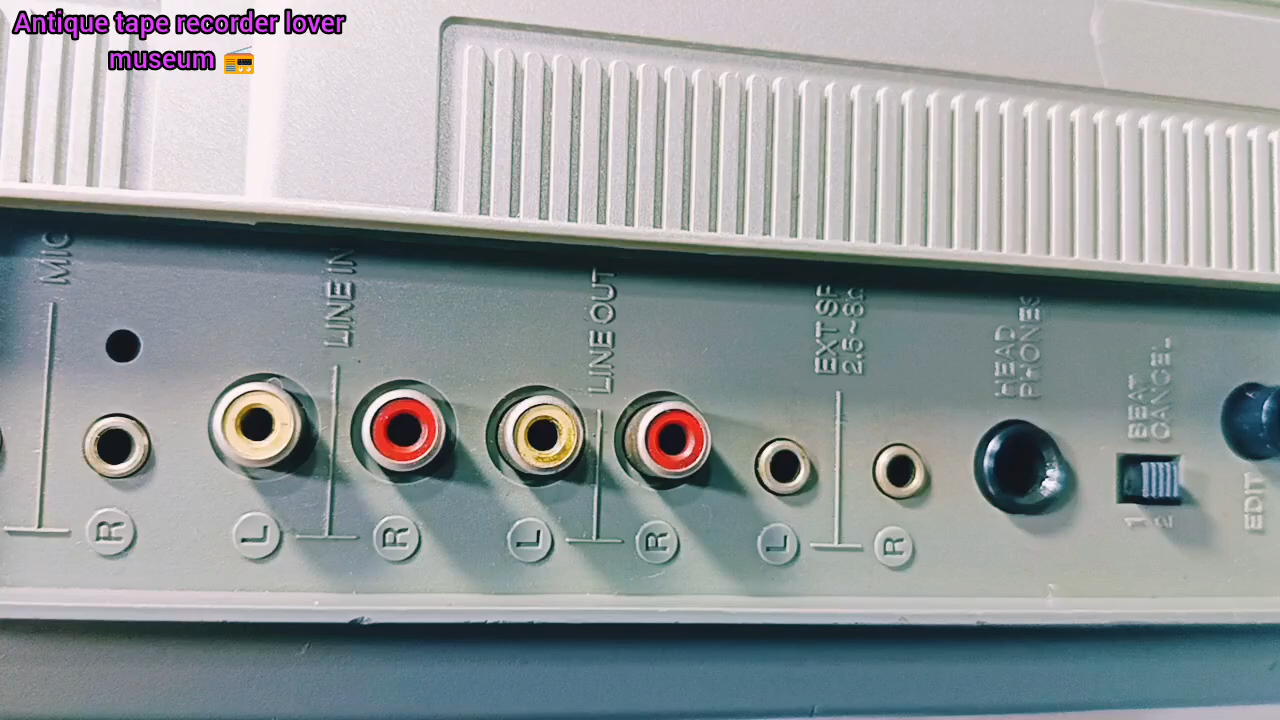 Antique tape recorder lover
museum 📻
MIC
LINE IN
LINE OUT
EXT SP
2.5~8Ω
HEAD
PHONES
BEAT
CANCEL
1
2
EDIT
R
L
R
L
R
L
R